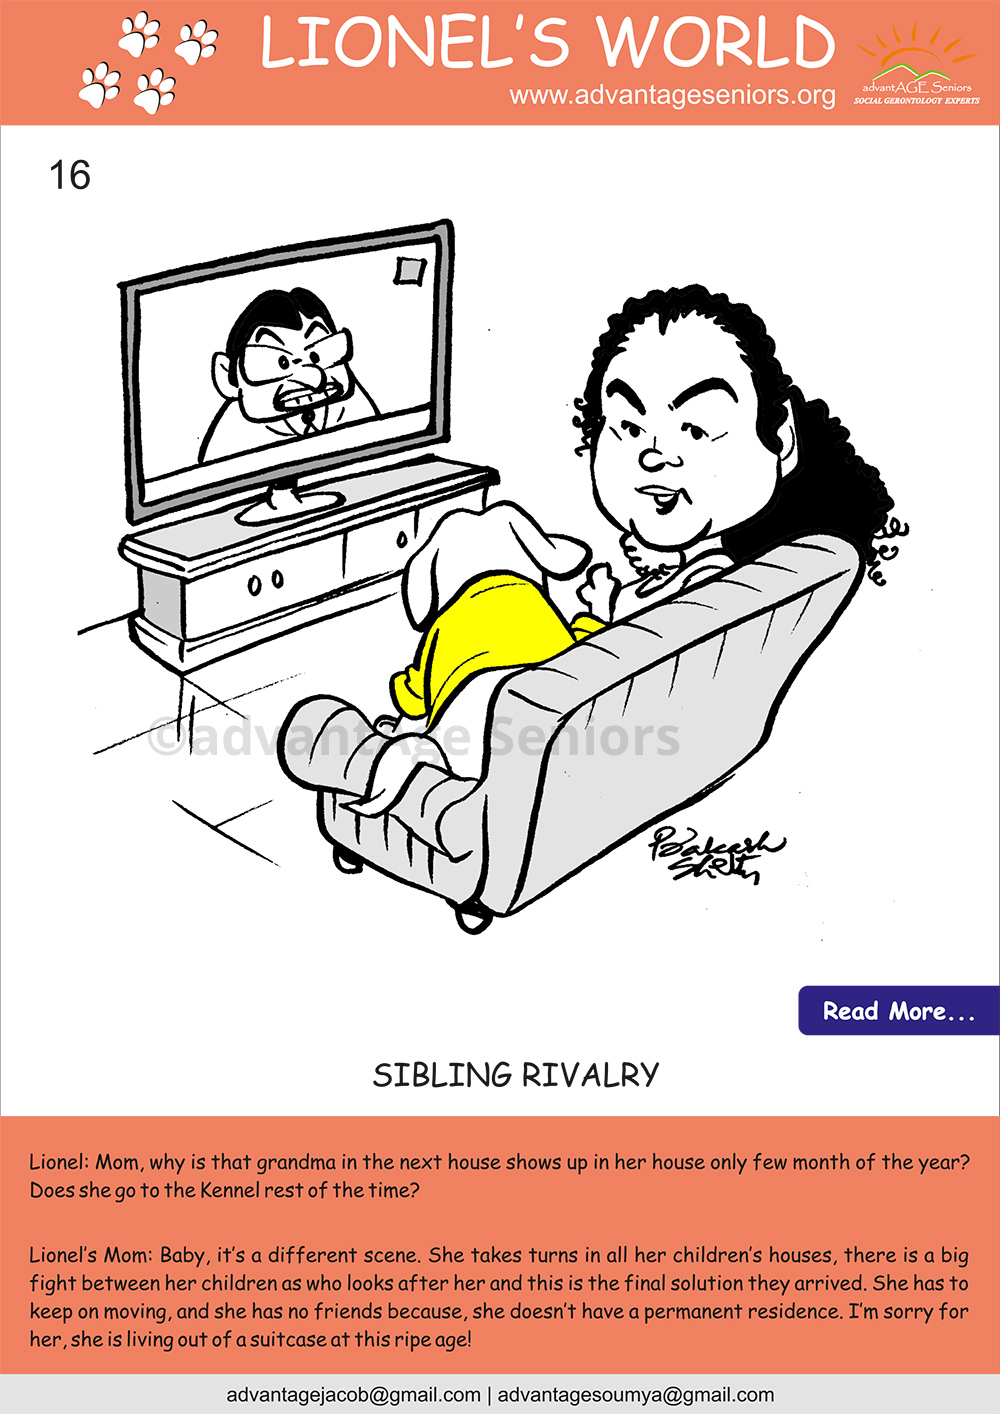 LIONEL'S WORLD
www.advantageseniors.org
advantAGE Seniors
SOCIAL GERONTOLOGY EXPERTS
16
©advantAge Seniors
Prakash
Shetty
Read More...
SIBLING RIVALRY
Lionel: Mom, why is that grandma in the next house shows up in her house only few month of the year?
Does she go to the Kennel rest of the time?
Lionel's Mom: Baby, it's a different scene. She takes turns in all her children's houses, there is a big
fight between her children as who looks after her and this is the final solution they arrived. She has to
keep on moving, and she has no friends because, she doesn't have a permanent residence. I'm sorry for
her, she is living out of a suitcase at this ripe age!
advantagejacob@gmail.com | advantagesoumya@gmail.com